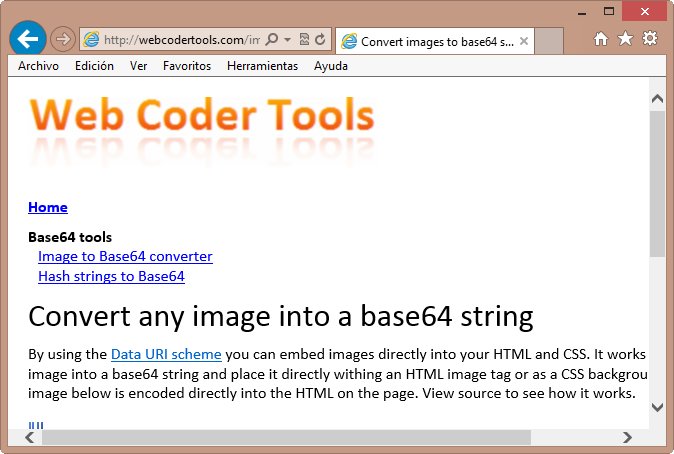 http://webcodertools.com/im
Convert images to base64 s...
Archivo Edición Ver Favoritos Herramientas Ayuda
Web Coder Tools
Home
Base64 tools
Image to Base64 converter
Hash strings to Base64
Convert any image into a base64 string
By using the Data URI scheme you can embed images directly into your HTML and CSS. It works
image into a base64 string and place it directly withing an HTML image tag or as a CSS backgrou
image below is encoded directly into the HTML on the page. View source to see how it works.